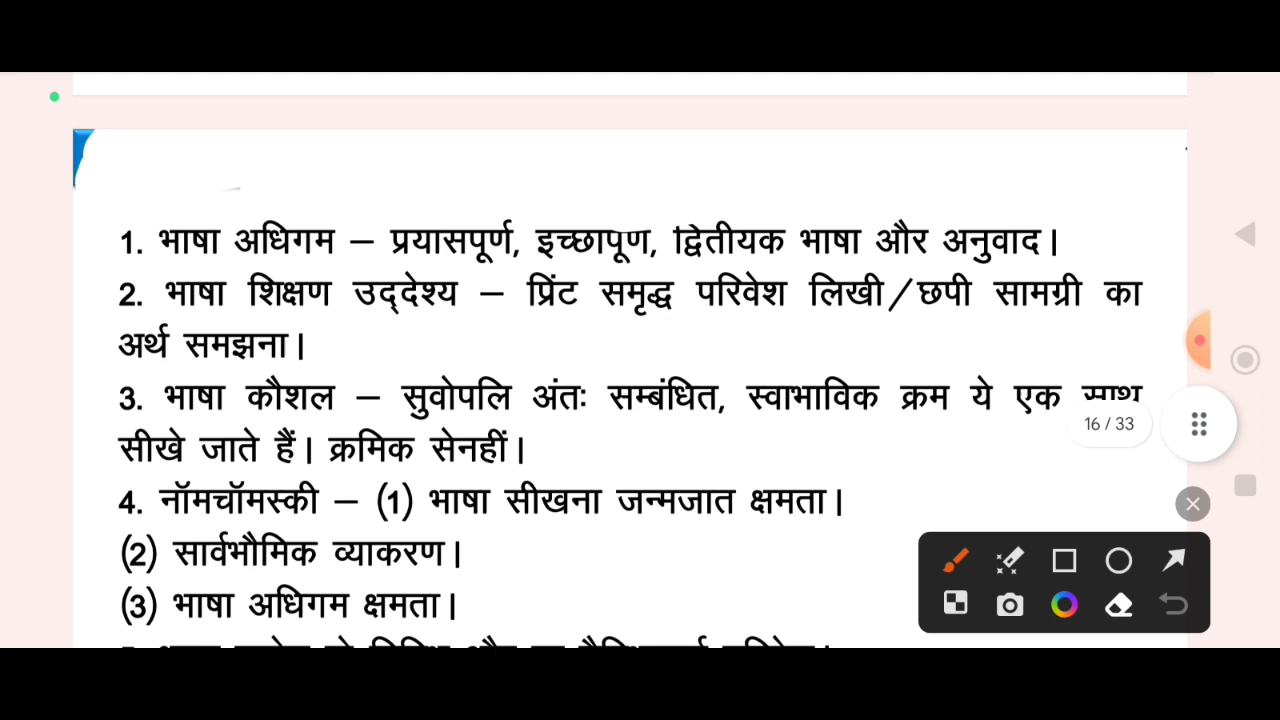 1. भाषा अधिगम – प्रयासपूर्ण, इच्छापूण, द्वितीयक भाषा और अनुवाद।
2. भाषा शिक्षण उद्देश्य – प्रिंट समृद्ध परिवेश लिखी/छपी सामग्री का
अर्थ समझना।
3. भाषा कौशल – सुवोपलि अंतः सम्बंधित, स्वाभाविक क्रम ये एक साथ
16 / 33
सीखे जाते हैं। क्रमिक सेनहीं।
4. नॉमचॉमस्की – (1) भाषा सीखना जन्मजात क्षमता।
(2) सार्वभौमिक व्याकरण।
(3) भाषा अधिगम क्षमता।